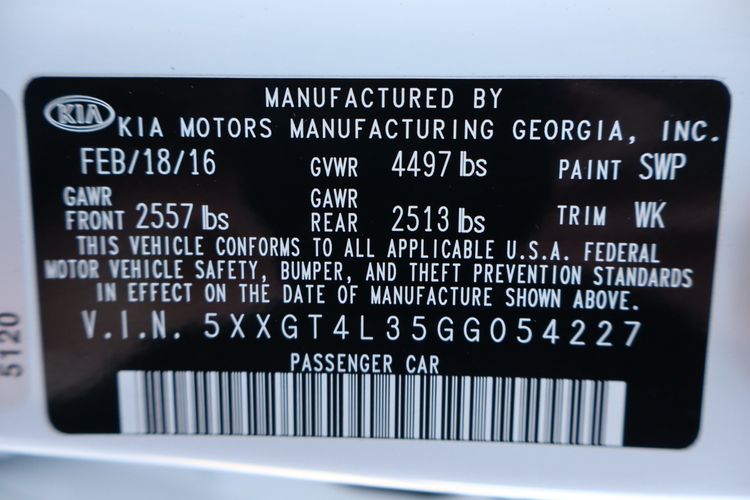 MANUFACTURED BY
KIA KIA MOTORS MANUFACTURING GEORGIA, INC.
FEB/18/16 GVWR 4497 lbs PAINT SWP
GAWR FRONT 2557 lbs GAWR REAR 2513 lbs TRIM WK
THIS VEHICLE CONFORMS TO ALL APPLICABLE U.S.A. FEDERAL
MOTOR VEHICLE SAFETY, BUMPER, AND THEFT PREVENTION STANDARDS
IN EFFECT ON THE DATE OF MANUFACTURE SHOWN ABOVE.
V.I.N. 5XXGT4L35GG054227
PASSENGER CAR
5120